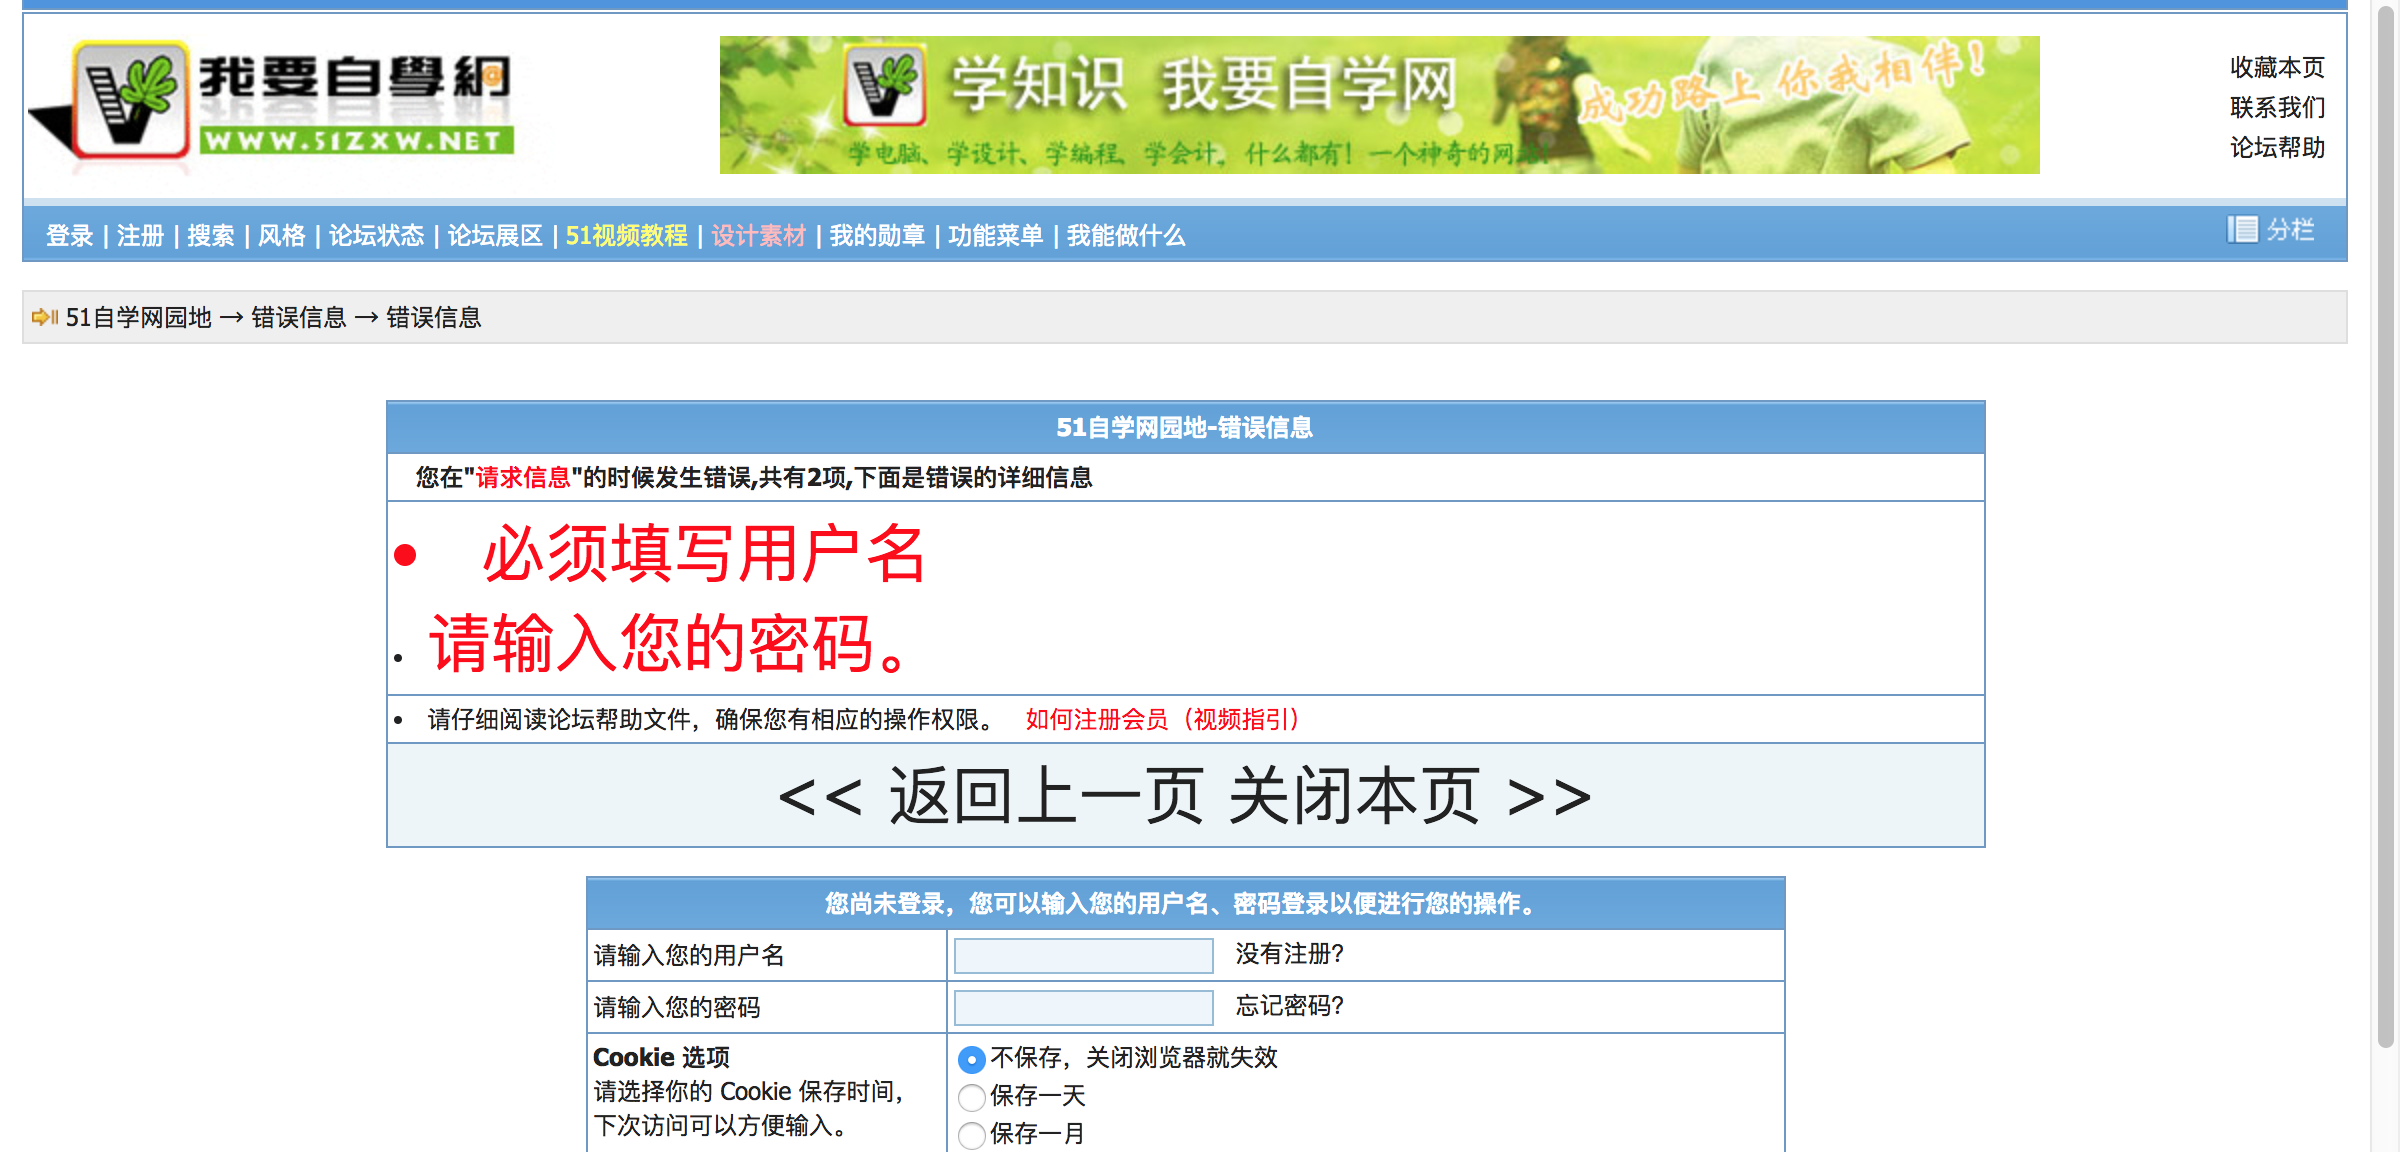 我要自學網
WWW.51ZXW.NET
学知识 我要自学网
成功路上 你我相伴！
学电脑、学设计、学编程、学会计，什么都有！一个神奇的网站！
收藏本页
联系我们
论坛帮助
登录 | 注册 | 搜索 | 风格 | 论坛状态 | 论坛展区 | 51视频教程 | 设计素材 | 我的勋章 | 功能菜单 | 我能做什么
分栏
51自学网园地 → 错误信息 → 错误信息
51自学网园地-错误信息
您在"请求信息"的时候发生错误,共有2项,下面是错误的详细信息
• 必须填写用户名
• 请输入您的密码。
• 请仔细阅读论坛帮助文件，确保您有相应的操作权限。 如何注册会员（视频指引）
<< 返回上一页 关闭本页 >>
您尚未登录，您可以输入您的用户名、密码登录以便进行您的操作。
请输入您的用户名 没有注册?
请输入您的密码 忘记密码?
Cookie 选项
请选择你的 Cookie 保存时间，
下次访问可以方便输入。
不保存，关闭浏览器就失效
保存一天
保存一月